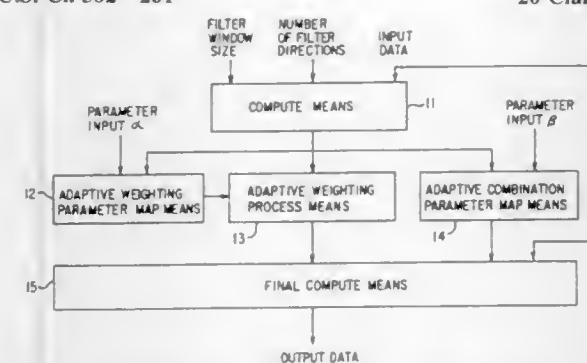 FILTER WINDOW SIZE
NUMBER OF FILTER DIRECTIONS
INPUT DATA
COMPUTE MEANS
11
PARAMETER INPUT α
PARAMETER INPUT β
12
ADAPTIVE WEIGHTING PARAMETER MAP MEANS
ADAPTIVE WEIGHTING PROCESS MEANS
13
ADAPTIVE COMBINATION PARAMETER MAP MEANS
14
15
FINAL COMPUTE MEANS
OUTPUT DATA